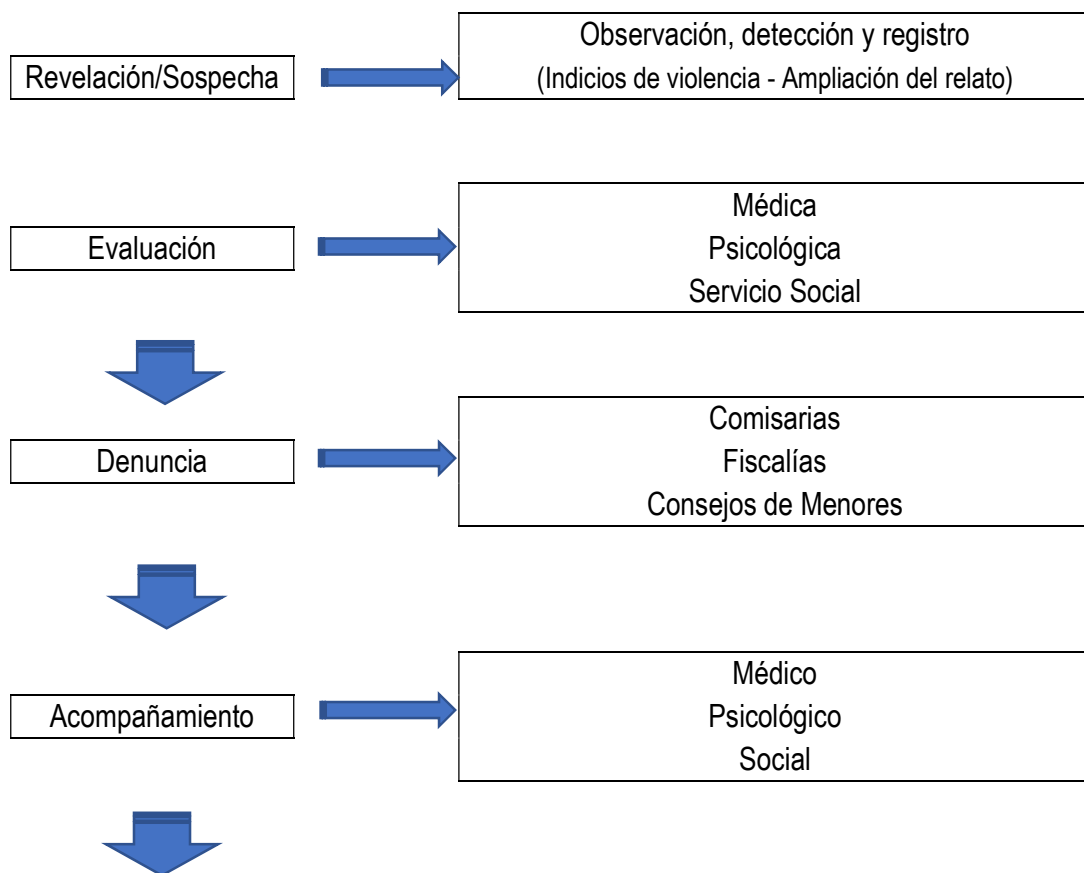 Revelación/Sospecha
Observación, detección y registro
(Indicios de violencia - Ampliación del relato)
Evaluación
Médica
Psicológica
Servicio Social
Denuncia
Comisarias
Fiscalías
Consejos de Menores
Acompañamiento
Médico
Psicológico
Social